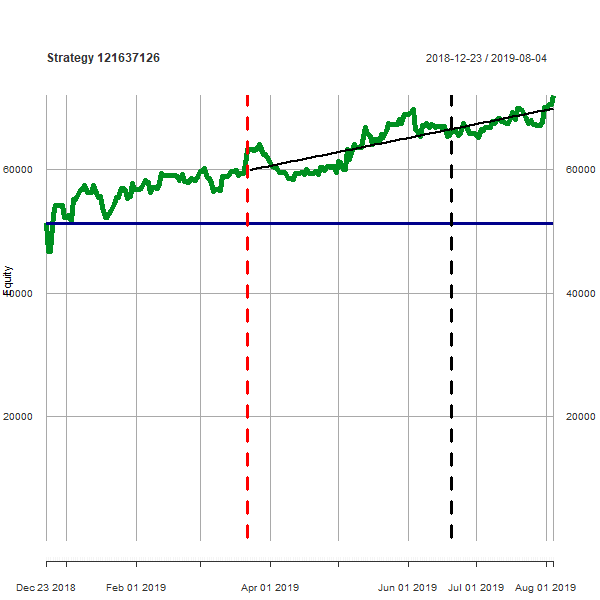 Strategy 121637126
2018-12-23 / 2019-08-04
60000
60000
Equity
40000
40000
20000
20000
Dec 23 2018
Feb 01 2019
Apr 01 2019
Jun 01 2019
Jul 01 2019
Aug 01 2019